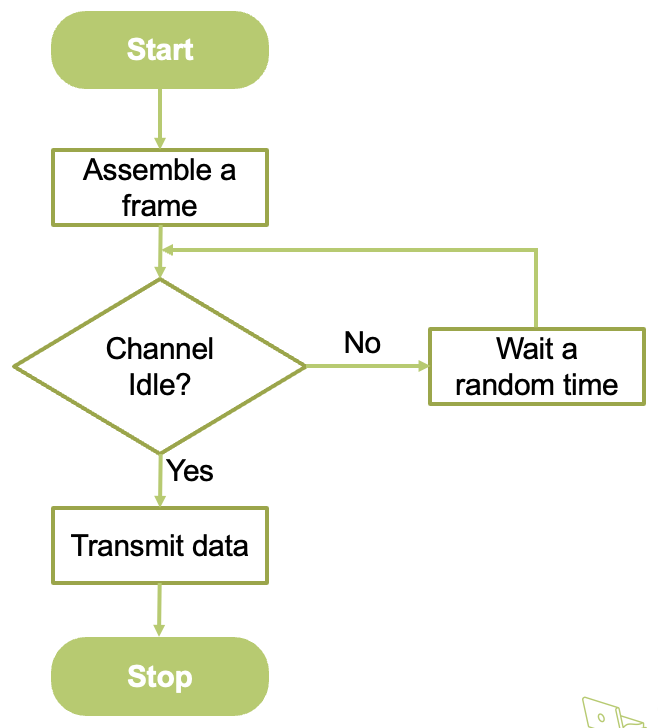 Start
Assemble a
frame
Channel
Idle?
No
Wait a
random time
Yes
Transmit data
Stop